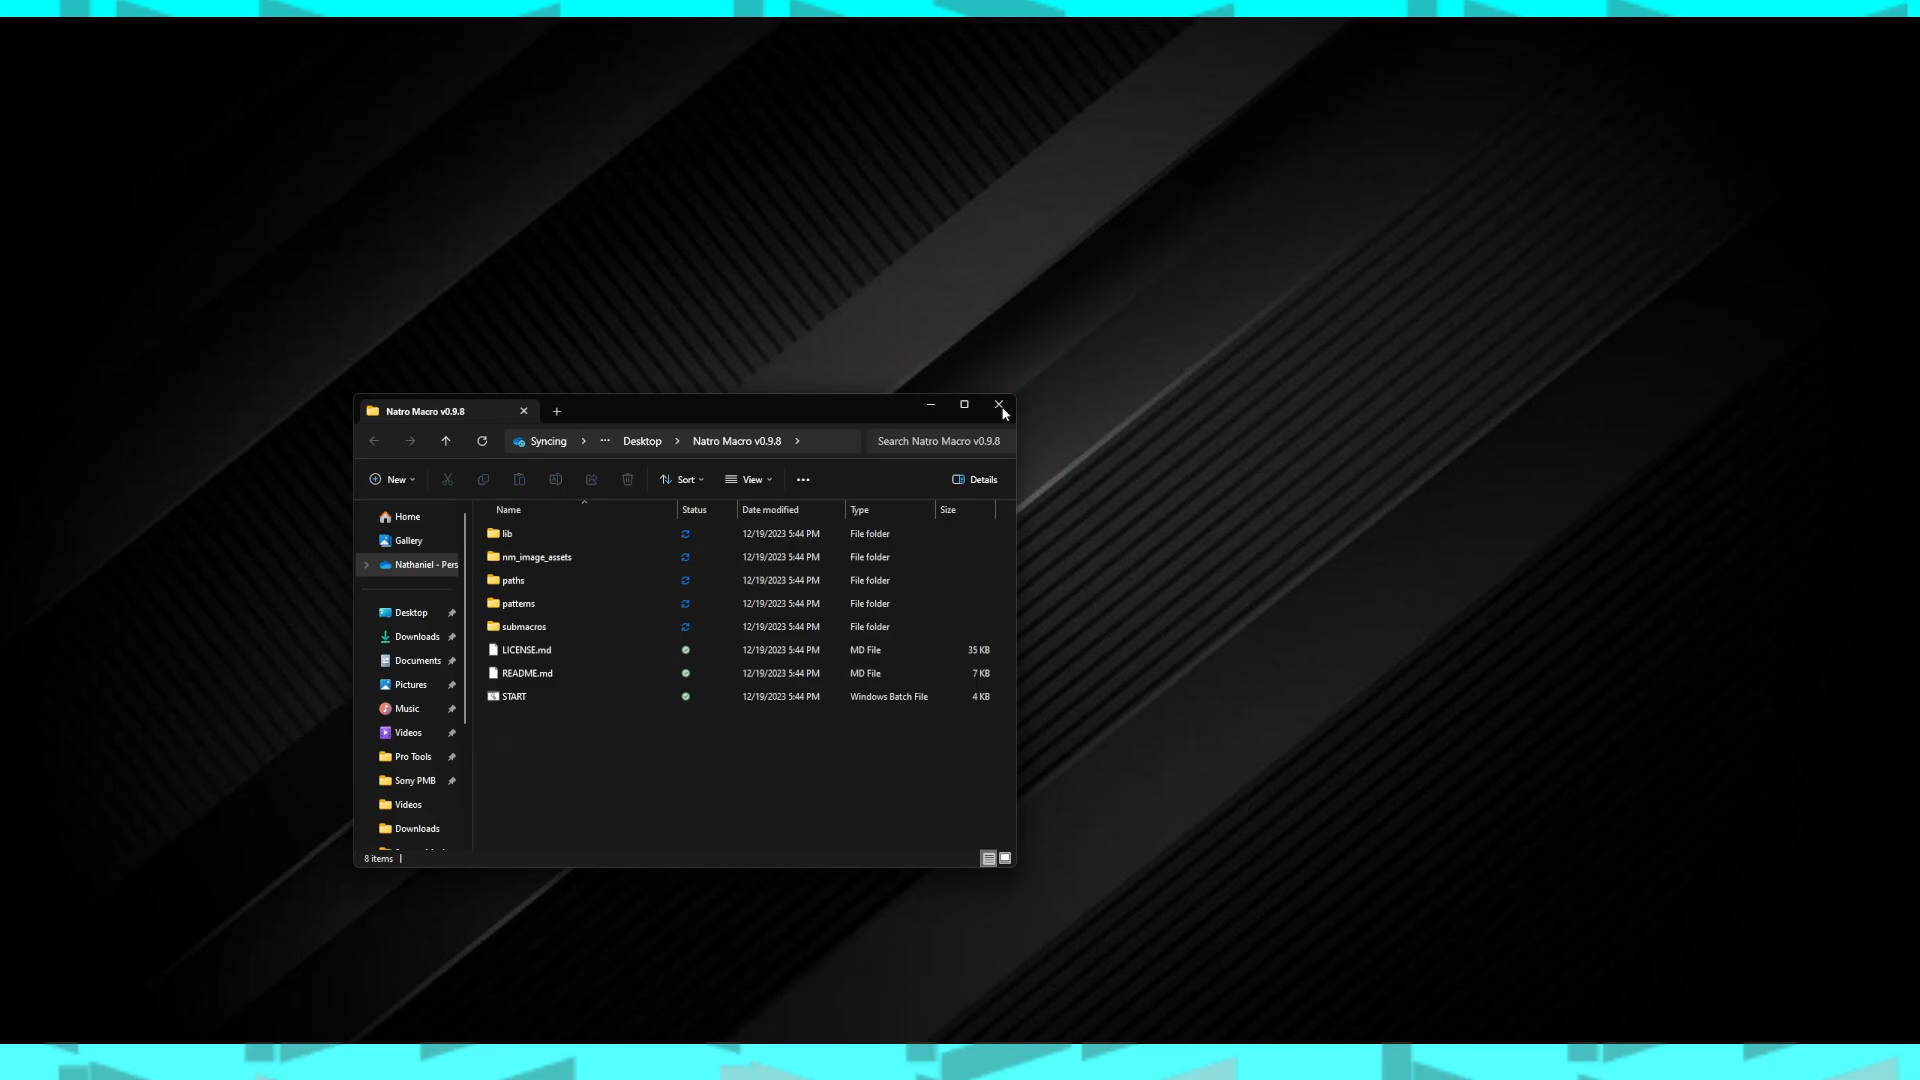 Natro Macro v0.9.8
Syncing Desktop Natro Macro v0.9.8 Search Natro Macro v0.9.8
New Sort View Details
Name Status Date modified Type Size
Home
Gallery
Nathaniel - Pers
Desktop
Downloads
Documents
Pictures
Music
Videos
Pro Tools
Sony PMB
Videos
Downloads
lib 12/19/2023 5:44 PM File folder
nm_image_assets 12/19/2023 5:44 PM File folder
paths 12/19/2023 5:44 PM File folder
patterns 12/19/2023 5:44 PM File folder
submacros 12/19/2023 5:44 PM File folder
LICENSE.md 12/19/2023 5:44 PM MD File 35 KB
README.md 12/19/2023 5:44 PM MD File 7 KB
START 12/19/2023 5:44 PM Windows Batch File 4 KB
8 items